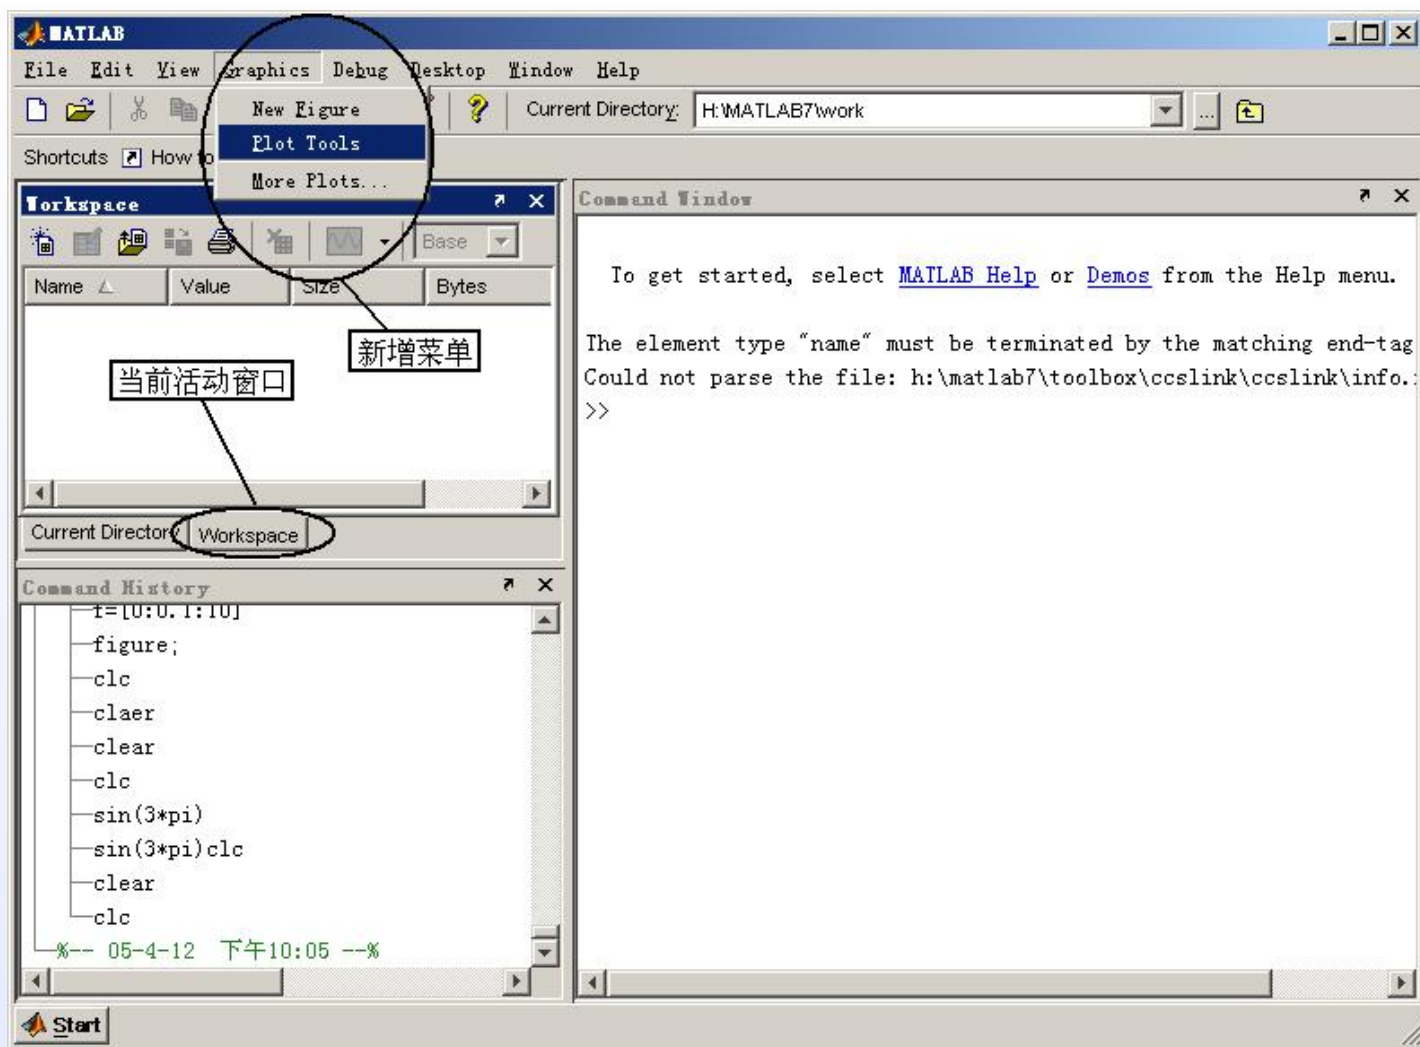 MATLAB
File Edit View Graphics Debug Desktop Window Help
New Figure
Plot Tools
More Plots...
Current Directory: H:\MATLAB7\work ...
Shortcuts How to
Workspace
Base
Name Value Size Bytes
新增菜单
当前活动窗口
Current Directory Workspace
Command History
t=[0:0.1:10]
figure;
clc
claer
clear
clc
sin(3*pi)
sin(3*pi)clc
clear
clc
%-- 05-4-12 下午10:05 --%
Command Window
To get started, select MATLAB Help or Demos from the Help menu.
The element type "name" must be terminated by the matching end-tag
Could not parse the file: h:\matlab7\toolbox\ccslink\ccslink\info.
>>
Start